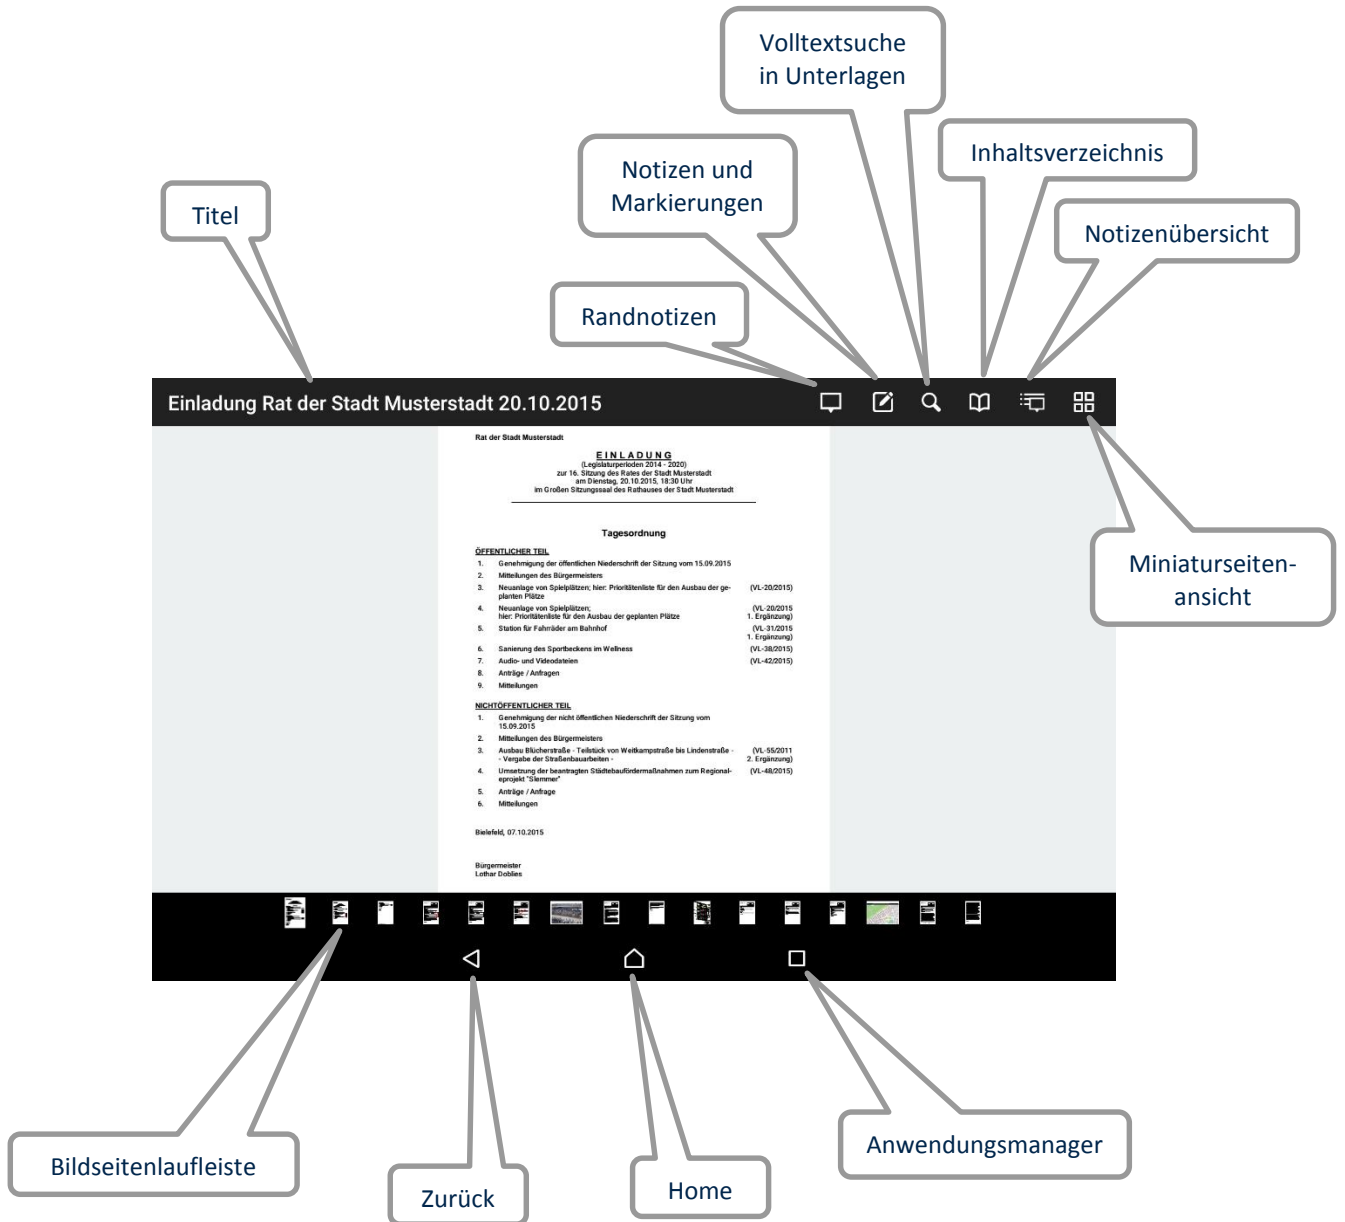 Volltextsuche
in Unterlagen
Inhaltsverzeichnis
Notizen und
Markierungen
Titel
Notizenübersicht
Randnotizen
Einladung Rat der Stadt Musterstadt 20.10.2015
Rat der Stadt Musterstadt
EINLADUNG
(Legislaturperioden 2014 - 2020)
zur 16. Sitzung des Rates der Stadt Musterstadt
am Dienstag, 20.10.2015, 18:30 Uhr
im Großen Sitzungssaal des Rathauses der Stadt Musterstadt
Tagesordnung
ÖFFENTLICHER TEIL
1. Genehmigung der öffentlichen Niederschrift der Sitzung vom 15.09.2015
2. Mitteilungen des Bürgermeisters
3. Neuanlage von Spielplätzen; hier: Prioritätenliste für den Ausbau der ge- (VL-20/2015)
planten Plätze
4. Neuanlage von Spielplätzen; (VL-20/2015
hier: Prioritätenliste für den Ausbau der geplanten Plätze 1. Ergänzung)
5. Station für Fahrräder am Bahnhof (VL-31/2015
1. Ergänzung)
6. Sanierung des Sportbeckens im Wellness (VL-38/2015)
7. Audio- und Videodateien (VL-42/2015)
8. Anträge / Anfragen
9. Mitteilungen
NICHTÖFFENTLICHER TEIL
1. Genehmigung der nicht öffentlichen Niederschrift der Sitzung vom
15.09.2015
2. Mitteilungen des Bürgermeisters
3. Ausbau Blücherstraße - Teilstück von Weitkampstraße bis Lindenstraße - (VL-55/2011
- Vergabe der Straßenbauarbeiten - 2. Ergänzung)
4. Umsetzung der beantragten Städtebaufördermaßnahmen zum Regional- (VL-48/2015)
eprojekt "Slemmer"
5. Anträge / Anfrage
6. Mitteilungen
Bielefeld, 07.10.2015
Bürgermeister
Lothar Doblies
Miniaturseiten-
ansicht
Bildseitenlaufleiste
Zurück
Home
Anwendungsmanager